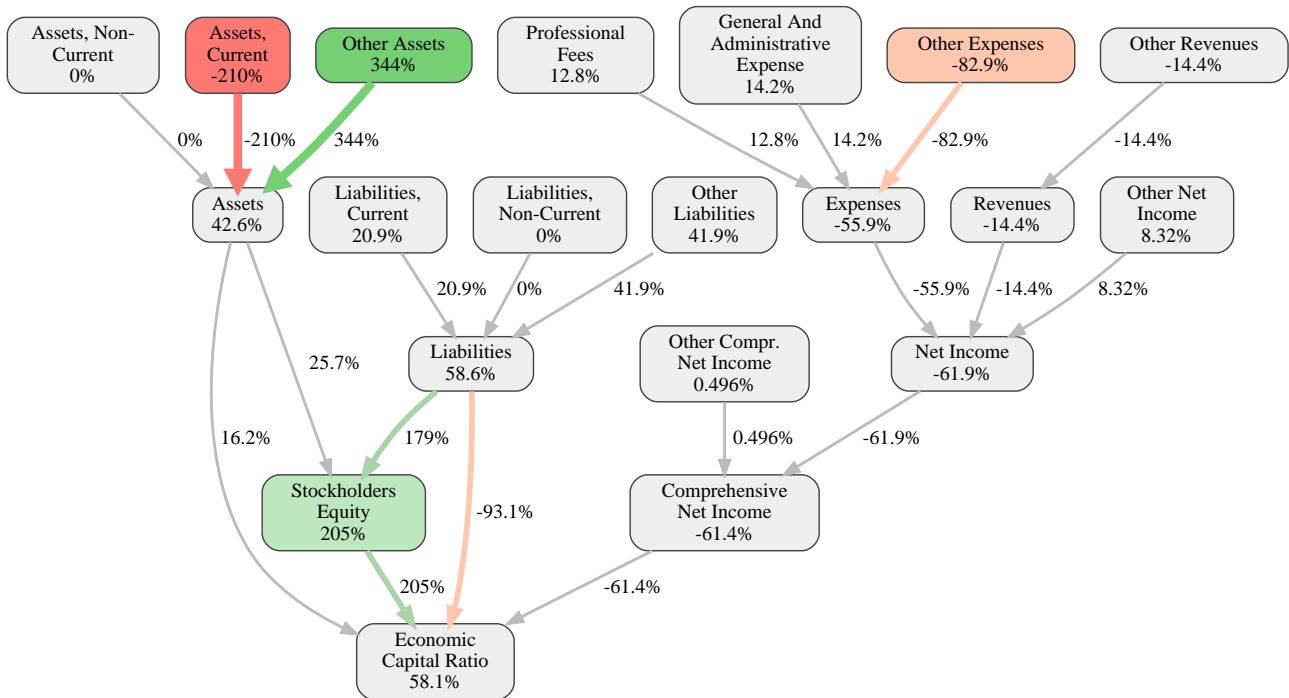 Assets, Non-
Current
0%
Assets,
Current
-210%
Other Assets
344%
Professional
Fees
12.8%
General And
Administrative
Expense
14.2%
Other Expenses
-82.9%
Other Revenues
-14.4%
0%
-210%
344%
12.8%
14.2%
-82.9%
-14.4%
Assets
42.6%
Liabilities,
Current
20.9%
Liabilities,
Non-Current
0%
Other
Liabilities
41.9%
Expenses
-55.9%
Revenues
-14.4%
Other Net
Income
8.32%
20.9%
0%
41.9%
-55.9%
-14.4%
8.32%
25.7%
Liabilities
58.6%
Other Compr.
Net Income
0.496%
Net Income
-61.9%
16.2%
179%
0.496%
-61.9%
Stockholders
Equity
205%
-93.1%
Comprehensive
Net Income
-61.4%
205%
-61.4%
Economic
Capital Ratio
58.1%